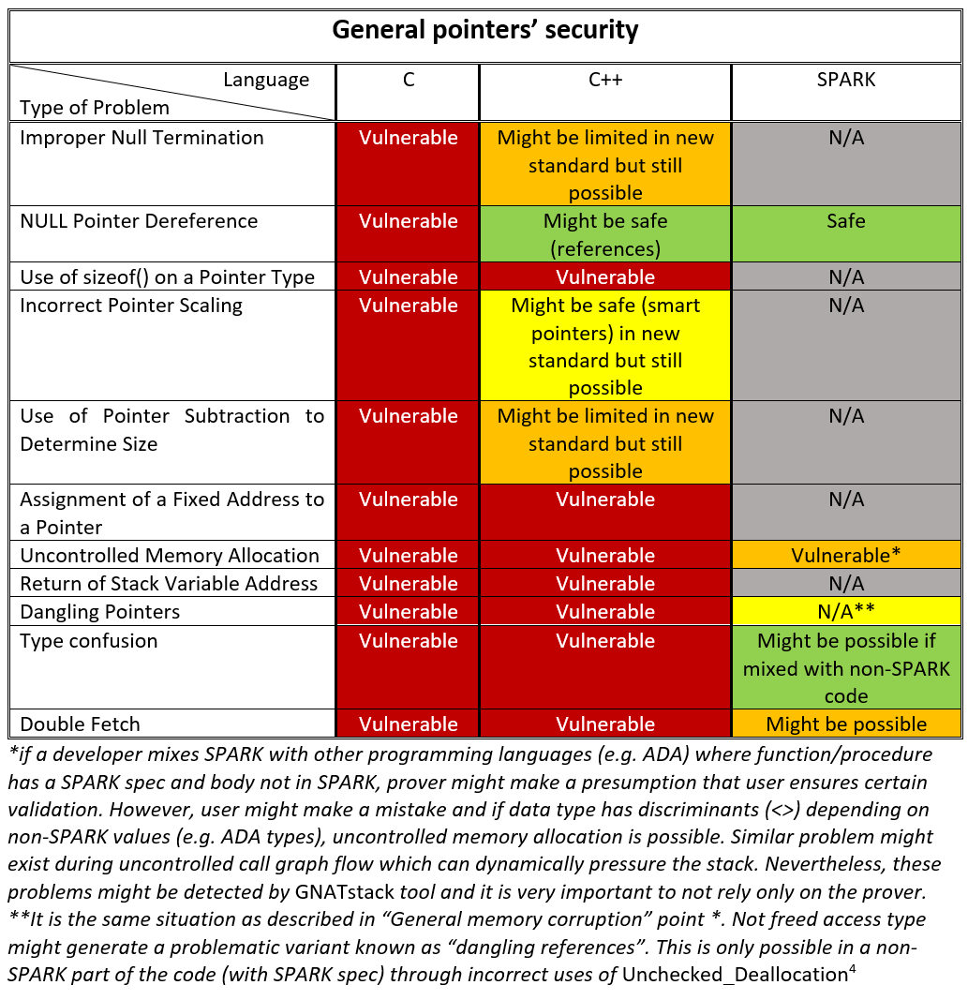 General pointers’ security
Language
Type of Problem
C
C++
SPARK
Improper Null Termination
Vulnerable
Might be limited in new
standard but still
possible
N/A
NULL Pointer Dereference
Vulnerable
Might be safe
(references)
Safe
Use of sizeof() on a Pointer Type
Vulnerable
Vulnerable
N/A
Incorrect Pointer Scaling
Vulnerable
Might be safe (smart
pointers) in new
standard but still
possible
N/A
Use of Pointer Subtraction to
Determine Size
Vulnerable
Might be limited in new
standard but still
possible
N/A
Assignment of a Fixed Address to
a Pointer
Vulnerable
Vulnerable
N/A
Uncontrolled Memory Allocation
Vulnerable
Vulnerable
Vulnerable*
Return of Stack Variable Address
Vulnerable
Vulnerable
N/A
Dangling Pointers
Vulnerable
Vulnerable
N/A**
Type confusion
Vulnerable
Vulnerable
Might be possible if
mixed with non-SPARK
code
Double Fetch
Vulnerable
Vulnerable
Might be possible
*if a developer mixes SPARK with other programming languages (e.g. ADA) where function/procedure
has a SPARK spec and body not in SPARK, prover might make a presumption that user ensures certain
validation. However, user might make a mistake and if data type has discriminants (<>) depending on
non-SPARK values (e.g. ADA types), uncontrolled memory allocation is possible. Similar problem might
exist during uncontrolled call graph flow which can dynamically pressure the stack. Nevertheless, these
problems might be detected by GNATstack tool and it is very important to not rely only on the prover.
**It is the same situation as described in “General memory corruption” point *. Not freed access type
might generate a problematic variant known as “dangling references”. This is only possible in a non-
SPARK part of the code (with SPARK spec) through incorrect uses of Unchecked_Deallocation4